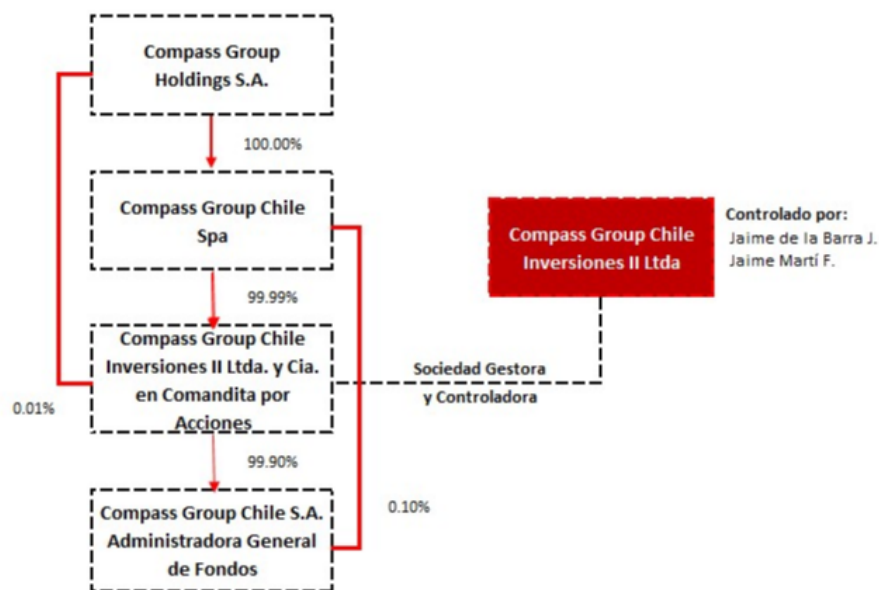 Compass Group
Holdings S.A.
100.00%
Compass Group Chile
Spa
Compass Group Chile
Inversiones II Ltda
Controlado por:
Jaime de la Barra J.
Jaime Martí F.
99.99%
Compass Group Chile
Inversiones II Ltda. y Cia.
en Comandita por
Acciones
Sociedad Gestora
y Controladora
0.01%
99.90%
0.10%
Compass Group Chile S.A.
Administradora General
de Fondos